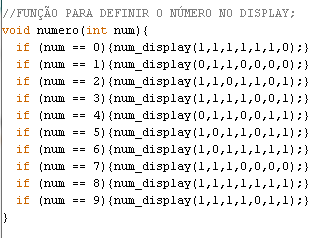 //FUNÇÃO PARA DEFINIR O NÚMERO NO DISPLAY;
void numero(int num){
if (num == 0){num_display(1,1,1,1,1,1,0);}
if (num == 1){num_display(0,1,1,0,0,0,0);}
if (num == 2){num_display(1,1,0,1,1,0,1);}
if (num == 3){num_display(1,1,1,1,0,0,1);}
if (num == 4){num_display(0,1,1,0,0,1,1);}
if (num == 5){num_display(1,0,1,1,0,1,1);}
if (num == 6){num_display(1,0,1,1,1,1,1);}
if (num == 7){num_display(1,1,1,0,0,0,0);}
if (num == 8){num_display(1,1,1,1,1,1,1);}
if (num == 9){num_display(1,1,1,1,0,1,1);}
}